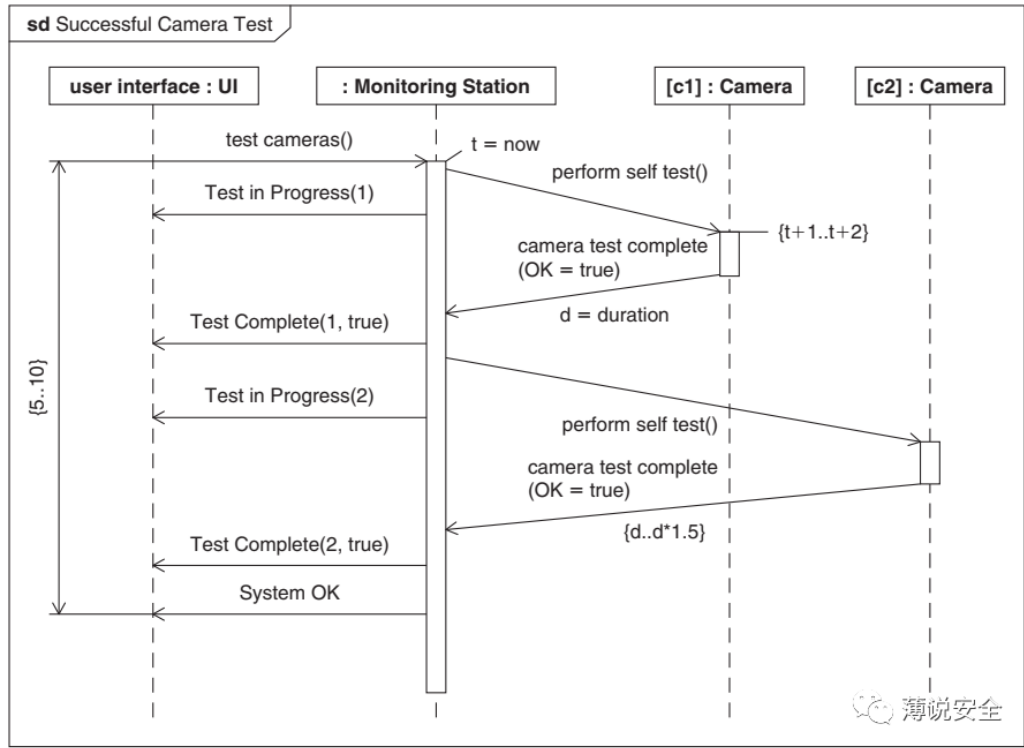 sd Successful Camera Test
user interface : UI
: Monitoring Station
[c1] : Camera
[c2] : Camera
test cameras()
t = now
perform self test()
Test in Progress(1)
{t+1..t+2}
camera test complete
(OK = true)
d = duration
Test Complete(1, true)
{5..10}
Test in Progress(2)
perform self test()
camera test complete
(OK = true)
{d..d*1.5}
Test Complete(2, true)
System OK
薄说安全